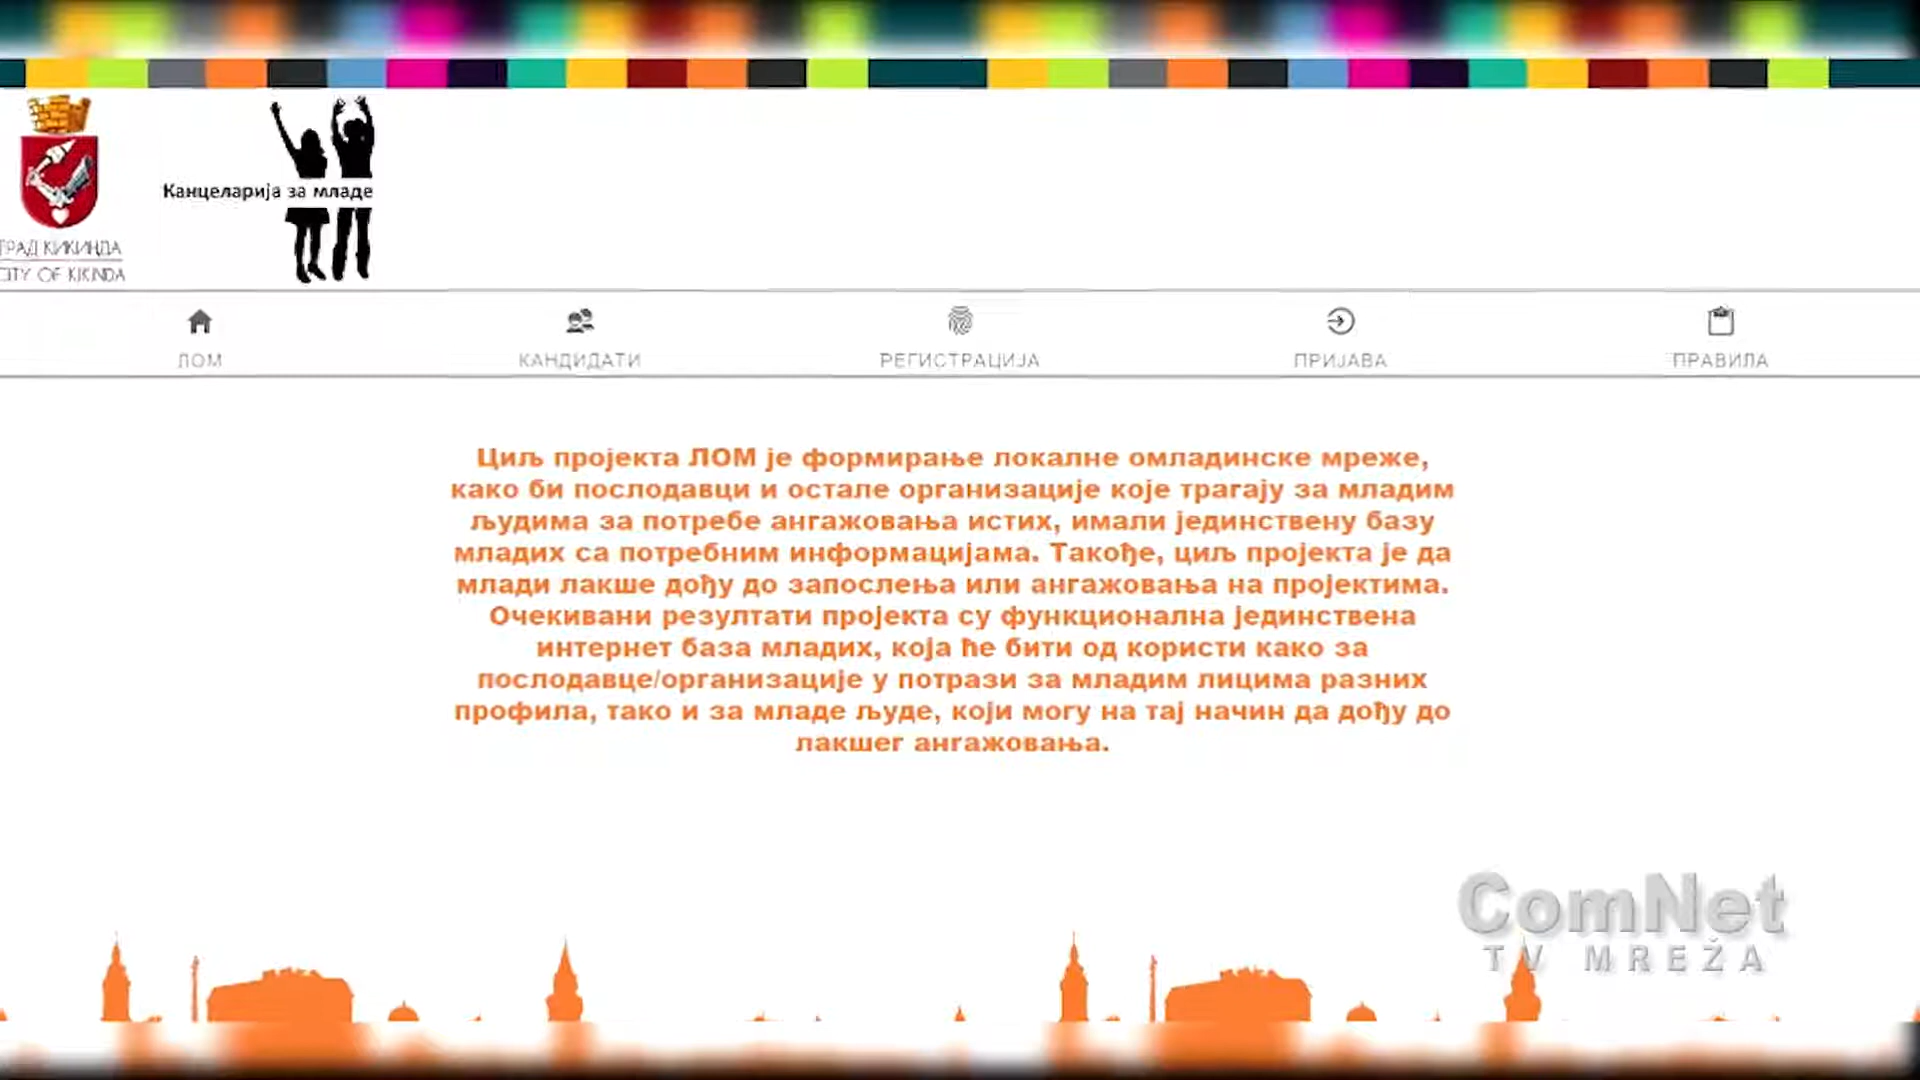 Канцеларија за младе
ГРАД КИКИНДА
CITY OF KIKINDA
ЛОМ
КАНДИДАТИ
РЕГИСТРАЦИЈА
ПРИЈАВА
ПРАВИЛА
Циљ пројекта ЛОМ је формирање локалне омладинске мреже,
како би послодавци и остале организације које трагају за младим
људима за потребе ангажовања истих, имали јединствену базу
младих са потребним информацијама. Такође, циљ пројекта је да
млади лакше дођу до запослења или ангажовања на пројектима.
Очекивани резултати пројекта су функционална јединствена
интернет база младих, која ће бити од користи како за
послодавце/организације у потрази за младим лицима разних
профила, тако и за младе људе, који могу на тај начин да дођу до
лакшег ангажовања.
ComNet
TV MREŽA